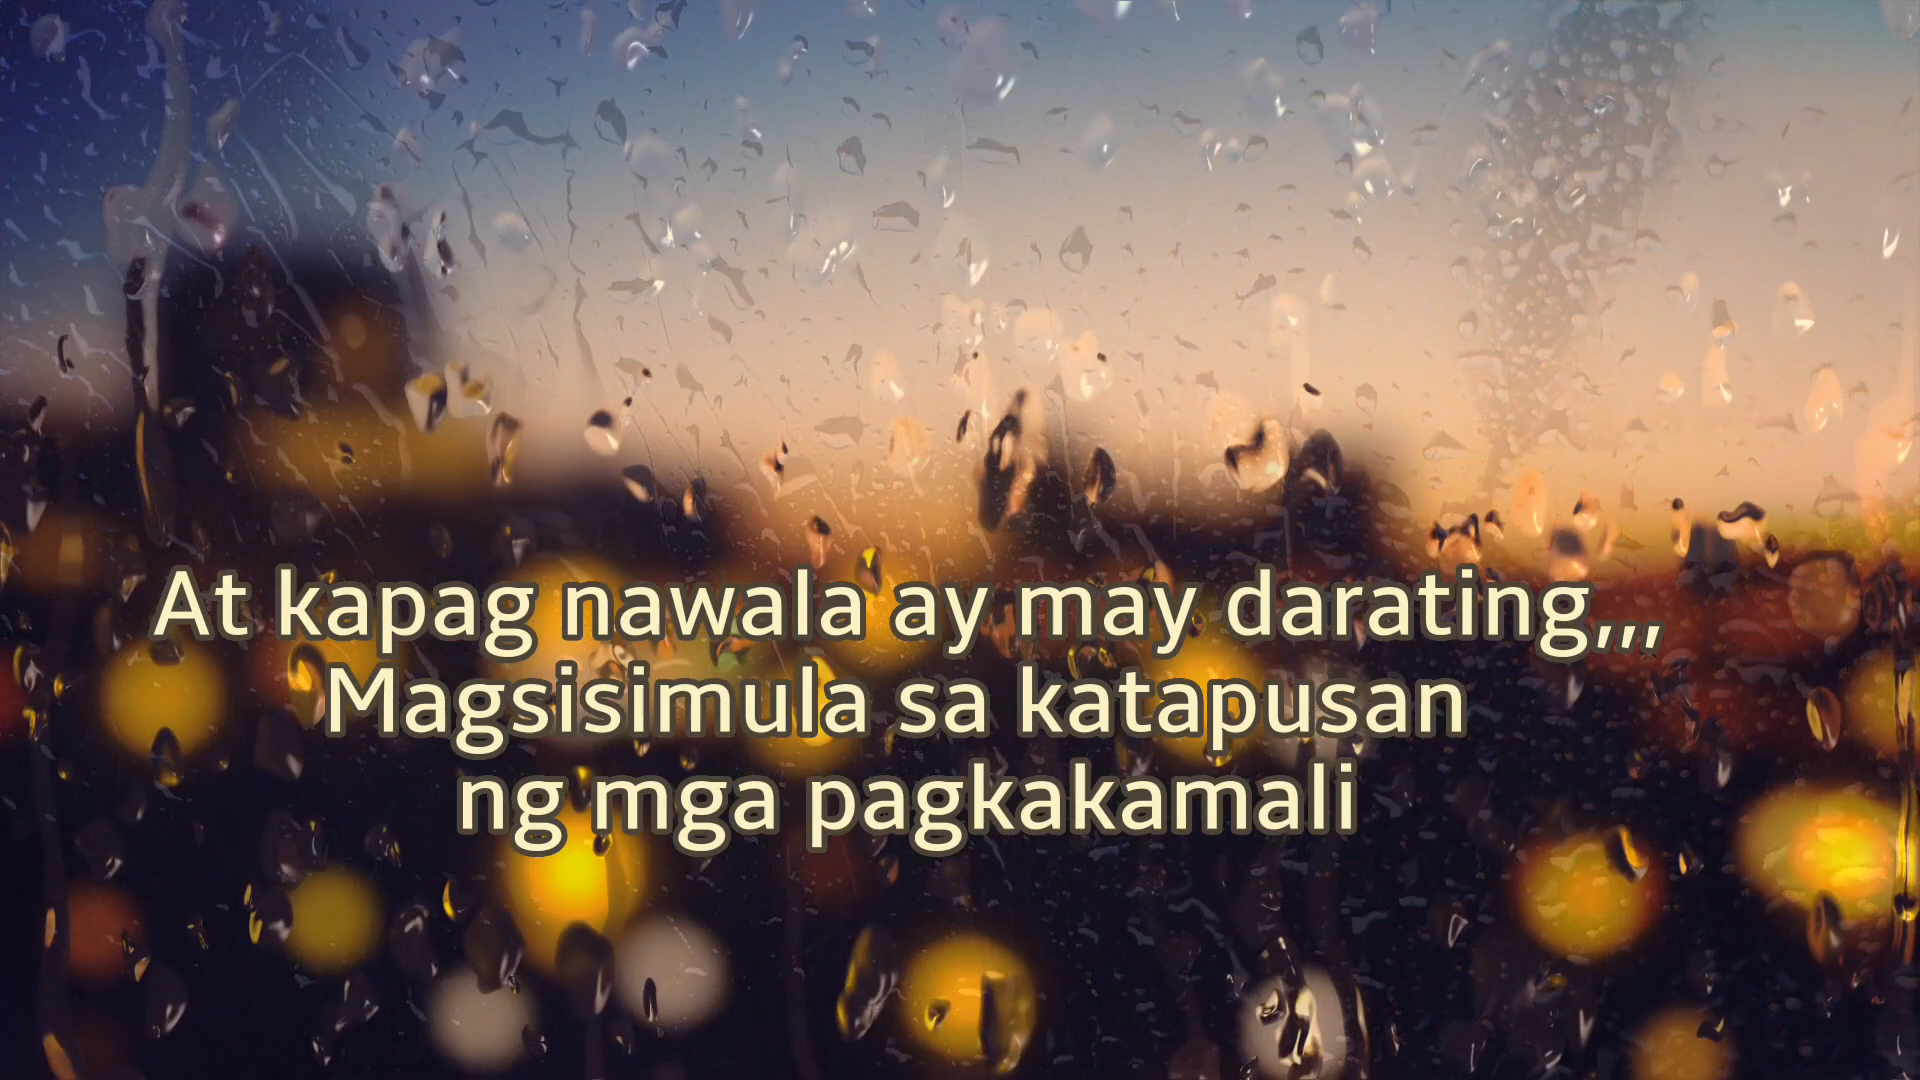 At kapag nawala ay may darating,,,
Magsisimula sa katapusan
ng mga pagkakamali